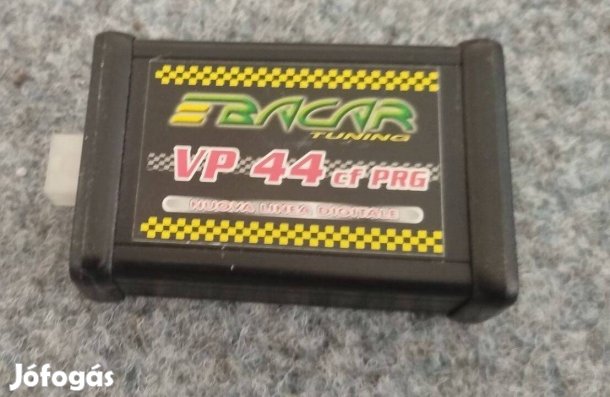 BACAR
TUNING
VP 44 cf PRG
NUOVA LINEA DIGITALE
Jófogás